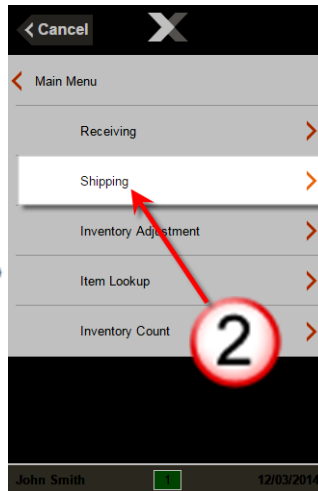 Cancel
Main Menu
Receiving
Shipping
Inventory Adjustment
Item Lookup
Inventory Count
2
John Smith 1 12/03/2014